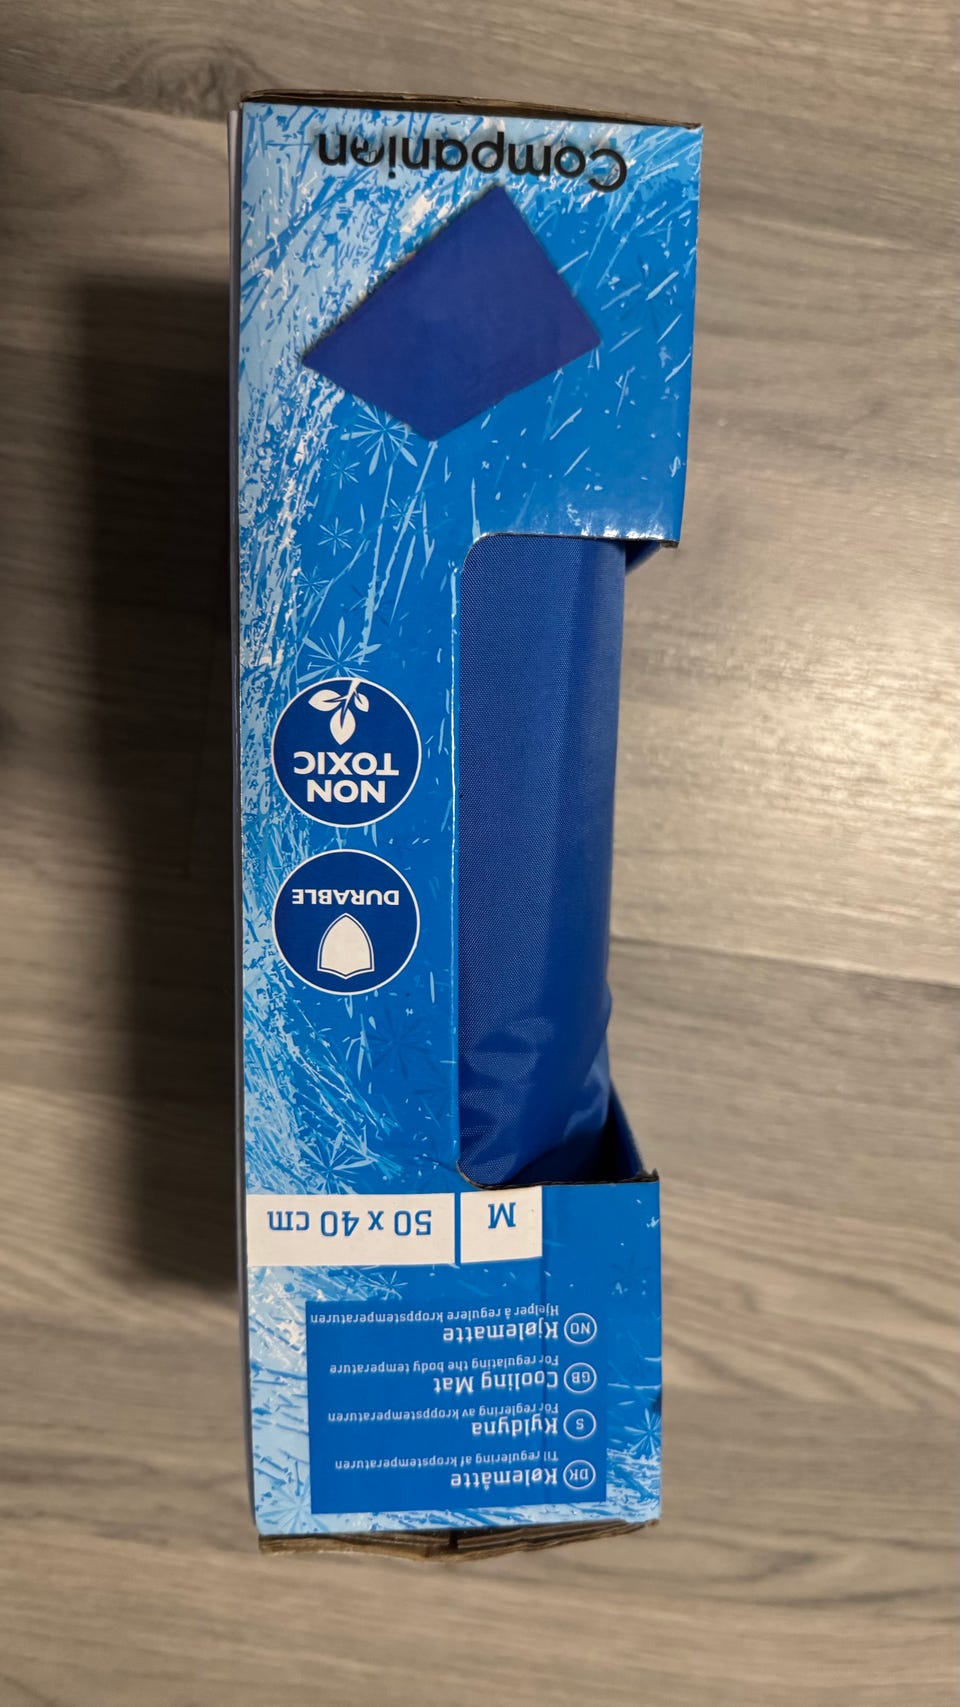 DK Kølemåtte
Til regulering af kropstemperaturen
S Kyldyna
För reglering av kroppstemperaturen
GB Cooling Mat
For regulating the body temperature
NO Kjølematte
Hjelper å regulere kroppstemperaturen
M
50 x 40 cm
DURABLE
NON
TOXIC
Companion